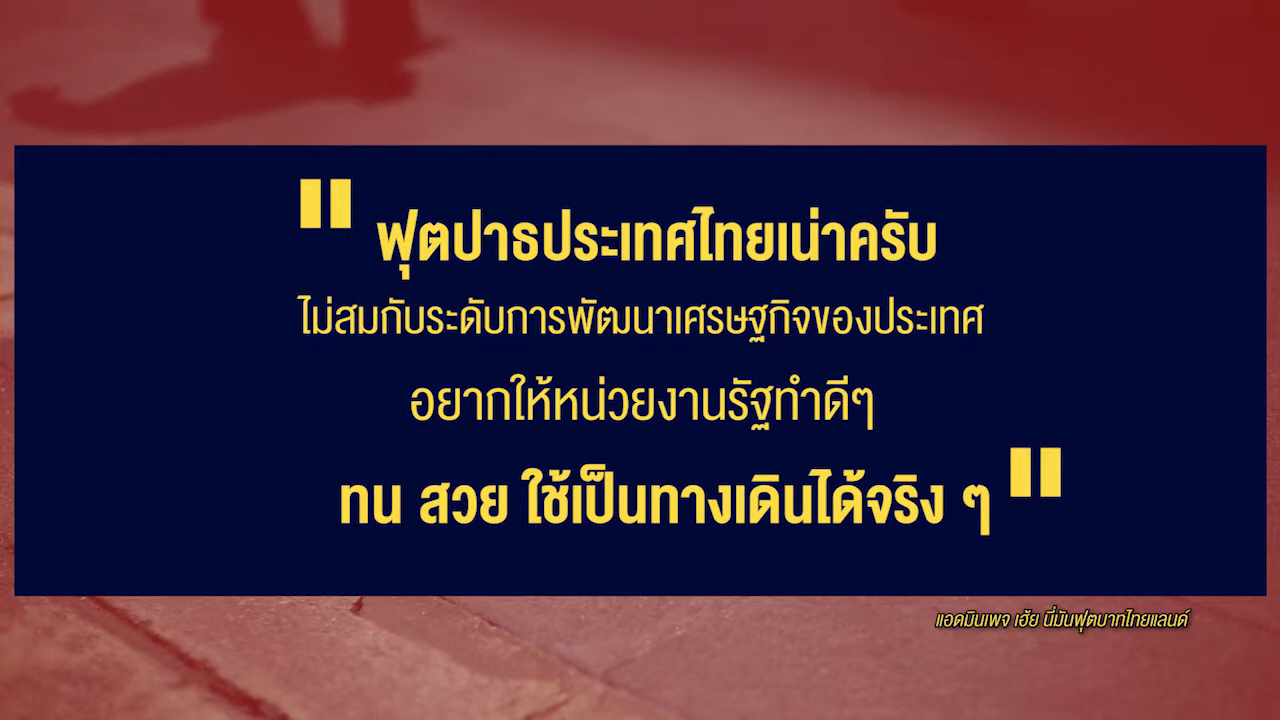 "ฟุตปาธประเทศไทยเน่าครับ
ไม่สมกับระดับการพัฒนาเศรษฐกิจของประเทศ
อยากให้หน่วยงานรัฐทำดีๆ
ทน สวย ใช้เป็นทางเดินได้จริง ๆ"
แอดมินเพจ เฮ้ย นี่มันฟุตบาทไทยแลนด์